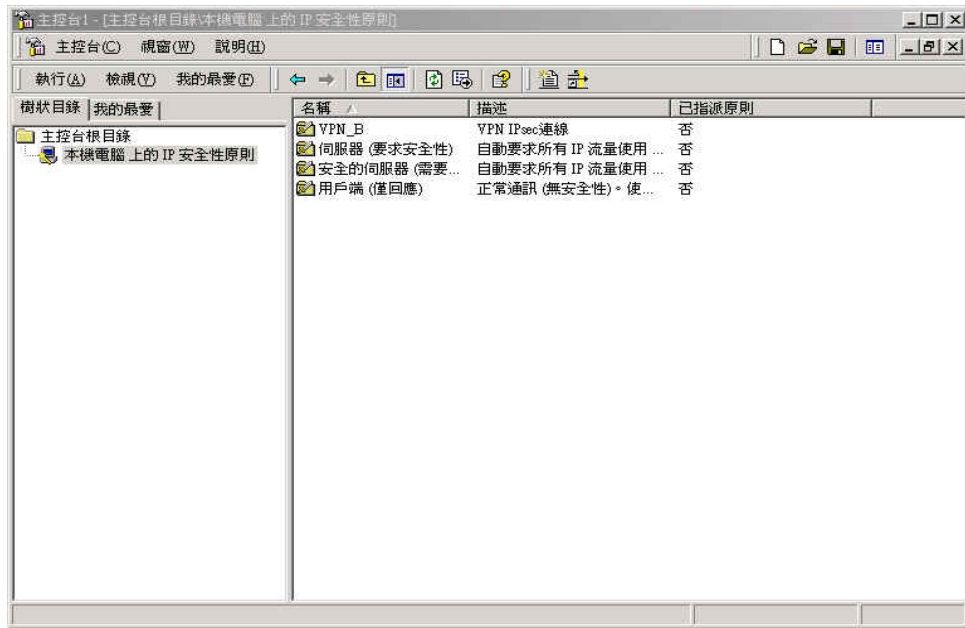 主控台1 - [主控台根目錄\本機電腦 上的 IP 安全性原則]
主控台(C) 視窗(W) 說明(H)
執行(A) 檢視(V) 我的最愛(F)
樹狀目錄 我的最愛
主控台根目錄
本機電腦 上的 IP 安全性原則
名稱 描述 已指派原則
VPN_B VPN IPsec連線 否
伺服器 (要求安全性) 自動要求所有 IP 流量使用 ... 否
安全的伺服器 (需要... 自動要求所有 IP 流量使用 ... 否
用戶端 (僅回應) 正常通訊 (無安全性)。使... 否